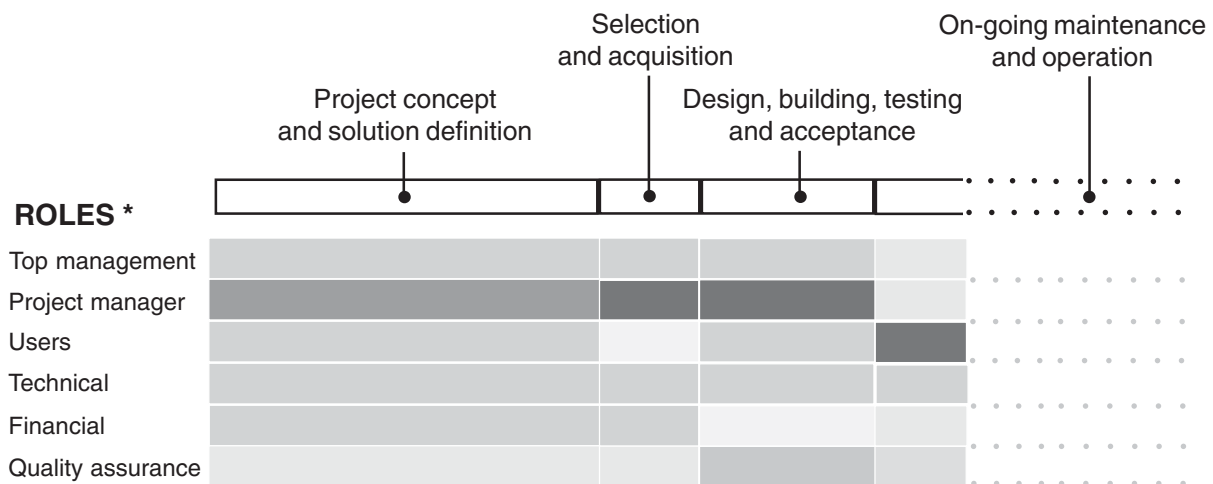 Selection
and acquisition
On-going maintenance
and operation
Project concept
and solution definition
Design, building, testing
and acceptance
ROLES *
Top management
Project manager
Users
Technical
Financial
Quality assurance